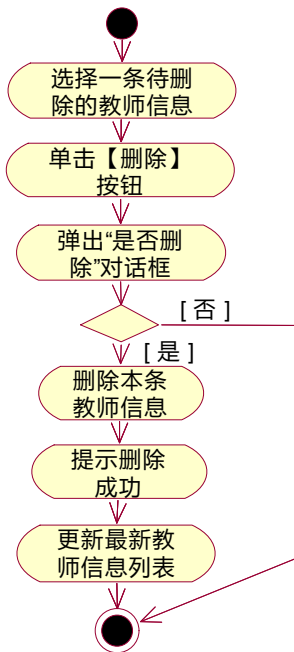 选择一条待删
除的教师信息
单击【删除】
按钮
弹出“是否删
除”对话框
[ 否 ]
[ 是 ]
删除本条
教师信息
提示删除
成功
更新最新教
师信息列表